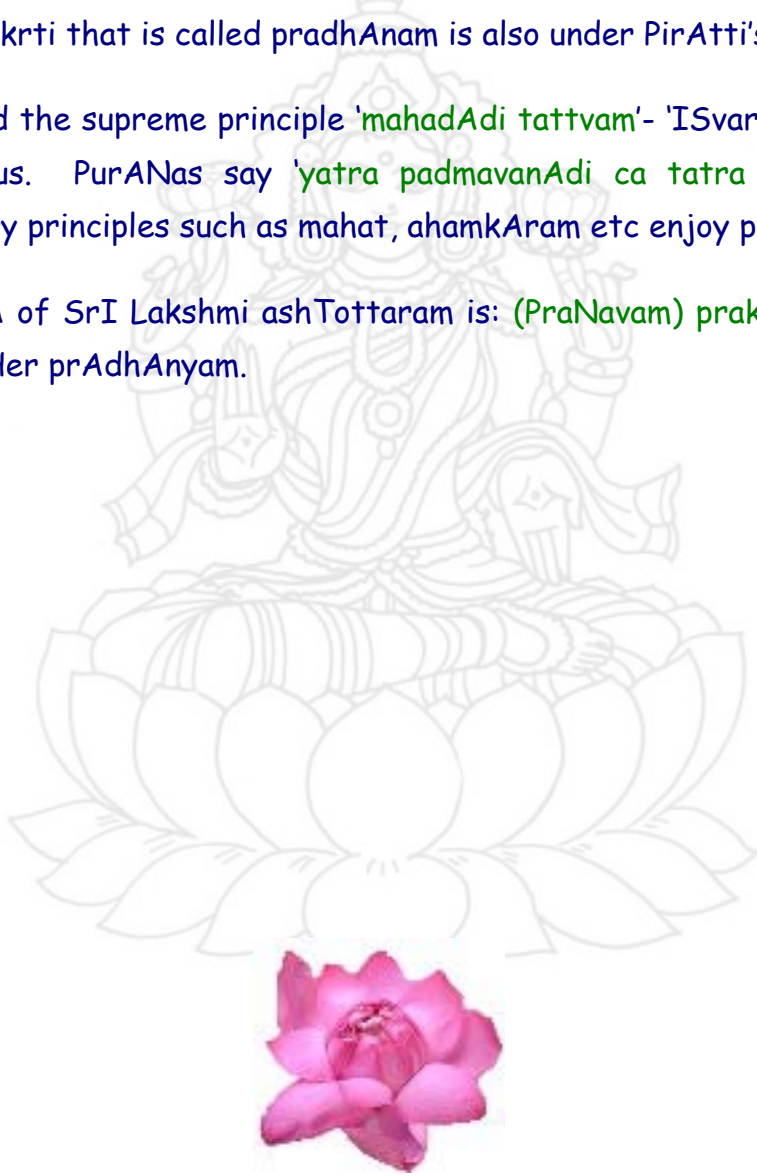 krti that is called pradhAnam is also under PirAtti's
d the supreme principle ‘mahadAdi tattvam’- ‘ISvar
us. PurANas say ‘yatra padmavanAdi ca tatra
y principles such as mahat, ahamkAram etc enjoy p
of SrI Lakshmi ashTottaram is: (PraNavam) prak
Her prAdhAnyam.